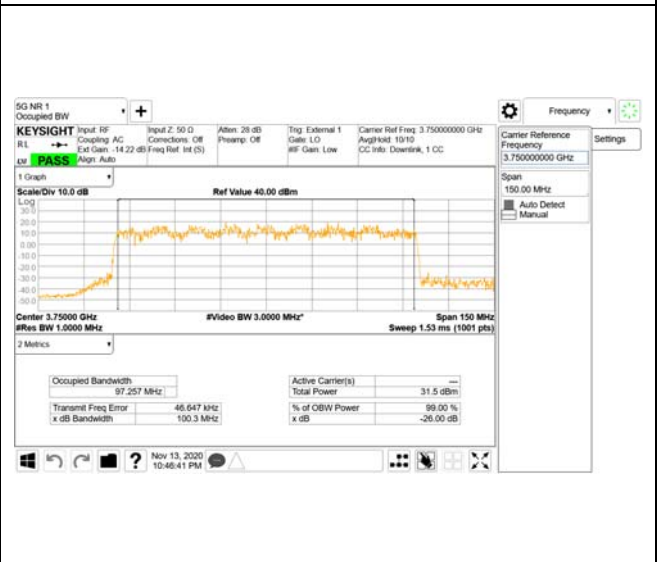 5G NR 1
Occupied BW
Frequency
KEYSIGHT
R L
PASS
Input: RF
Coupling: AC
Ext Gain: -14.22 dB
Align: Auto
Input Z: 50 Ω
Corrections: Off
Freq Ref: Int (S)
Atten: 28 dB
Preamp: Off
Trig: External 1
Gate: LO
#IF Gain: Low
Carrier Ref Freq: 3.750000000 GHz
Avg|Hold: 10/10
CC Info: Downlink, 1 CC
Carrier Reference
Frequency
3.750000000 GHz
Settings
Span
150.00 MHz
Auto Detect
Manual
1 Graph
Scale/Div 10.0 dB
Ref Value 40.00 dBm
Log
30.0
20.0
10.0
0.00
-10.0
-20.0
-30.0
-40.0
-50.0
Center 3.75000 GHz
#Video BW 3.0000 MHz*
Span 150 MHz
#Res BW 1.0000 MHz
Sweep 1.53 ms (1001 pts)
2 Metrics
Occupied Bandwidth
97.257 MHz
Active Carrier(s)
---
Total Power
31.5 dBm
Transmit Freq Error
46.647 kHz
% of OBW Power
99.00 %
x dB Bandwidth
100.3 MHz
x dB
-26.00 dB
?
Nov 13, 2020
10:46:41 PM